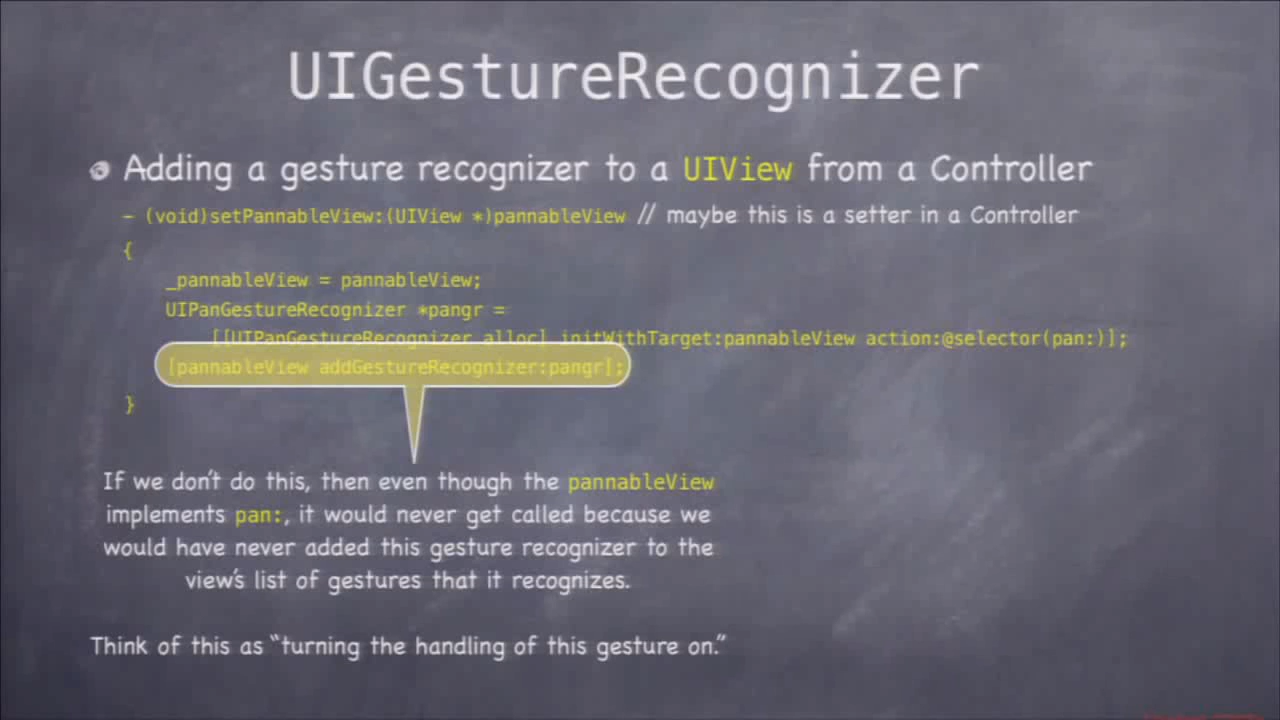 UIGestureRecognizer
Adding a gesture recognizer to a UIView from a Controller
- (void)setPannableView:(UIView *)pannableView // maybe this is a setter in a Controller
{
_pannableView = pannableView;
UIPanGestureRecognizer *pangr =
[[UIPanGestureRecognizer alloc] initWithTarget:pannableView action:@selector(pan:)];
[pannableView addGestureRecognizer:pangr];
}
If we don't do this, then even though the pannableView
implements pan:, it would never get called because we
would have never added this gesture recognizer to the
view's list of gestures that it recognizes.
Think of this as “turning the handling of this gesture on.”